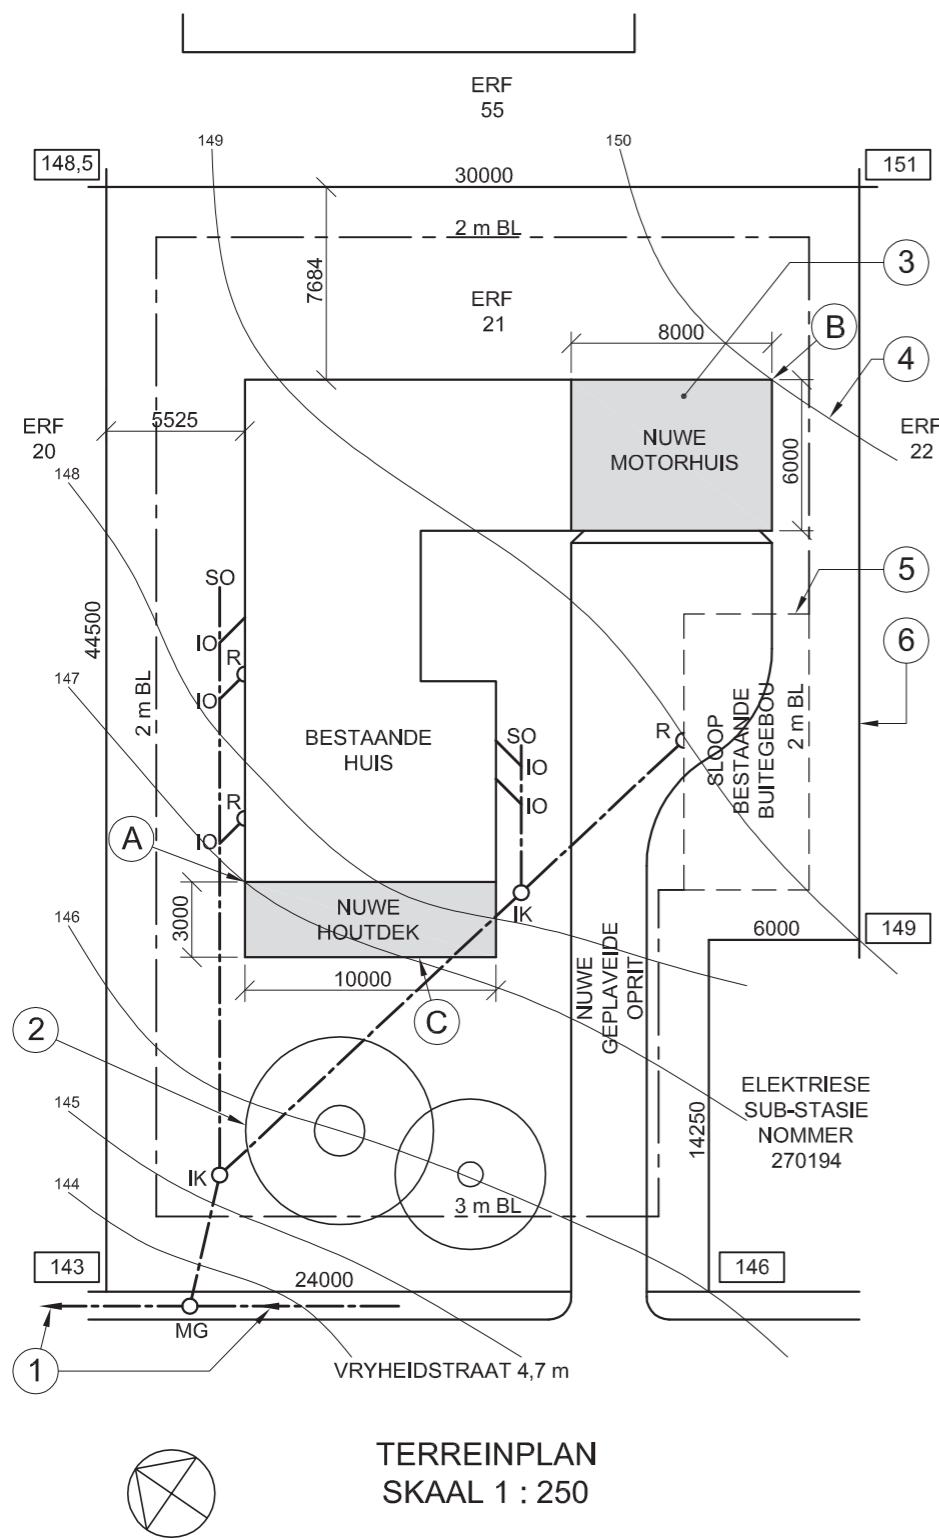 ERF
55
149
150
148,5
30000
151
2 m BL
7684
3
ERF
21
8000
B
4
ERF
20
5525
ERF
22
NUWE
MOTORHUIS
6000
148
SO
5
44500
IO
R
6
147
IO
2 m BL
BESTAANDE
HUIS
SO
IO
IO
R
SLOOP
BESTAANDE
BUITEGEBOU
2 m BL
R
IO
A
IK
146
3000
NUWE
HOUTDEK
6000
149
10000
C
NUWE
GEPLAVEIDE
OPRIT
2
145
ELEKTRIESE
SUB-STASIE
NOMMER
270194
14250
IK
144
3 m BL
143
24000
146
MG
1
VRYHEIDSTRAAT 4,7 m
TERREINPLAN
SKAAL 1 : 250